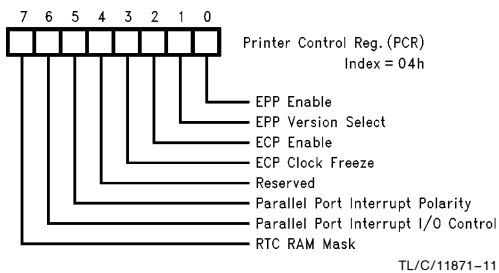 7 6 5 4 3 2 1 0
Printer Control Reg. (PCR)
Index = 04h
EPP Enable
EPP Version Select
ECP Enable
ECP Clock Freeze
Reserved
Parallel Port Interrupt Polarity
Parallel Port Interrupt I/O Control
RTC RAM Mask
TL/C/11871-11